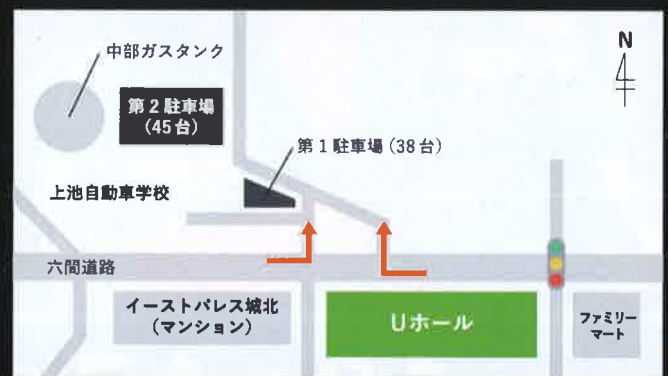 中部ガスタンク
N
第2駐車場
(45台)
第1駐車場(38台)
上池自動車学校
六間道路
イーストパレス城北
(マンション)
Uホール
ファミリー
マート